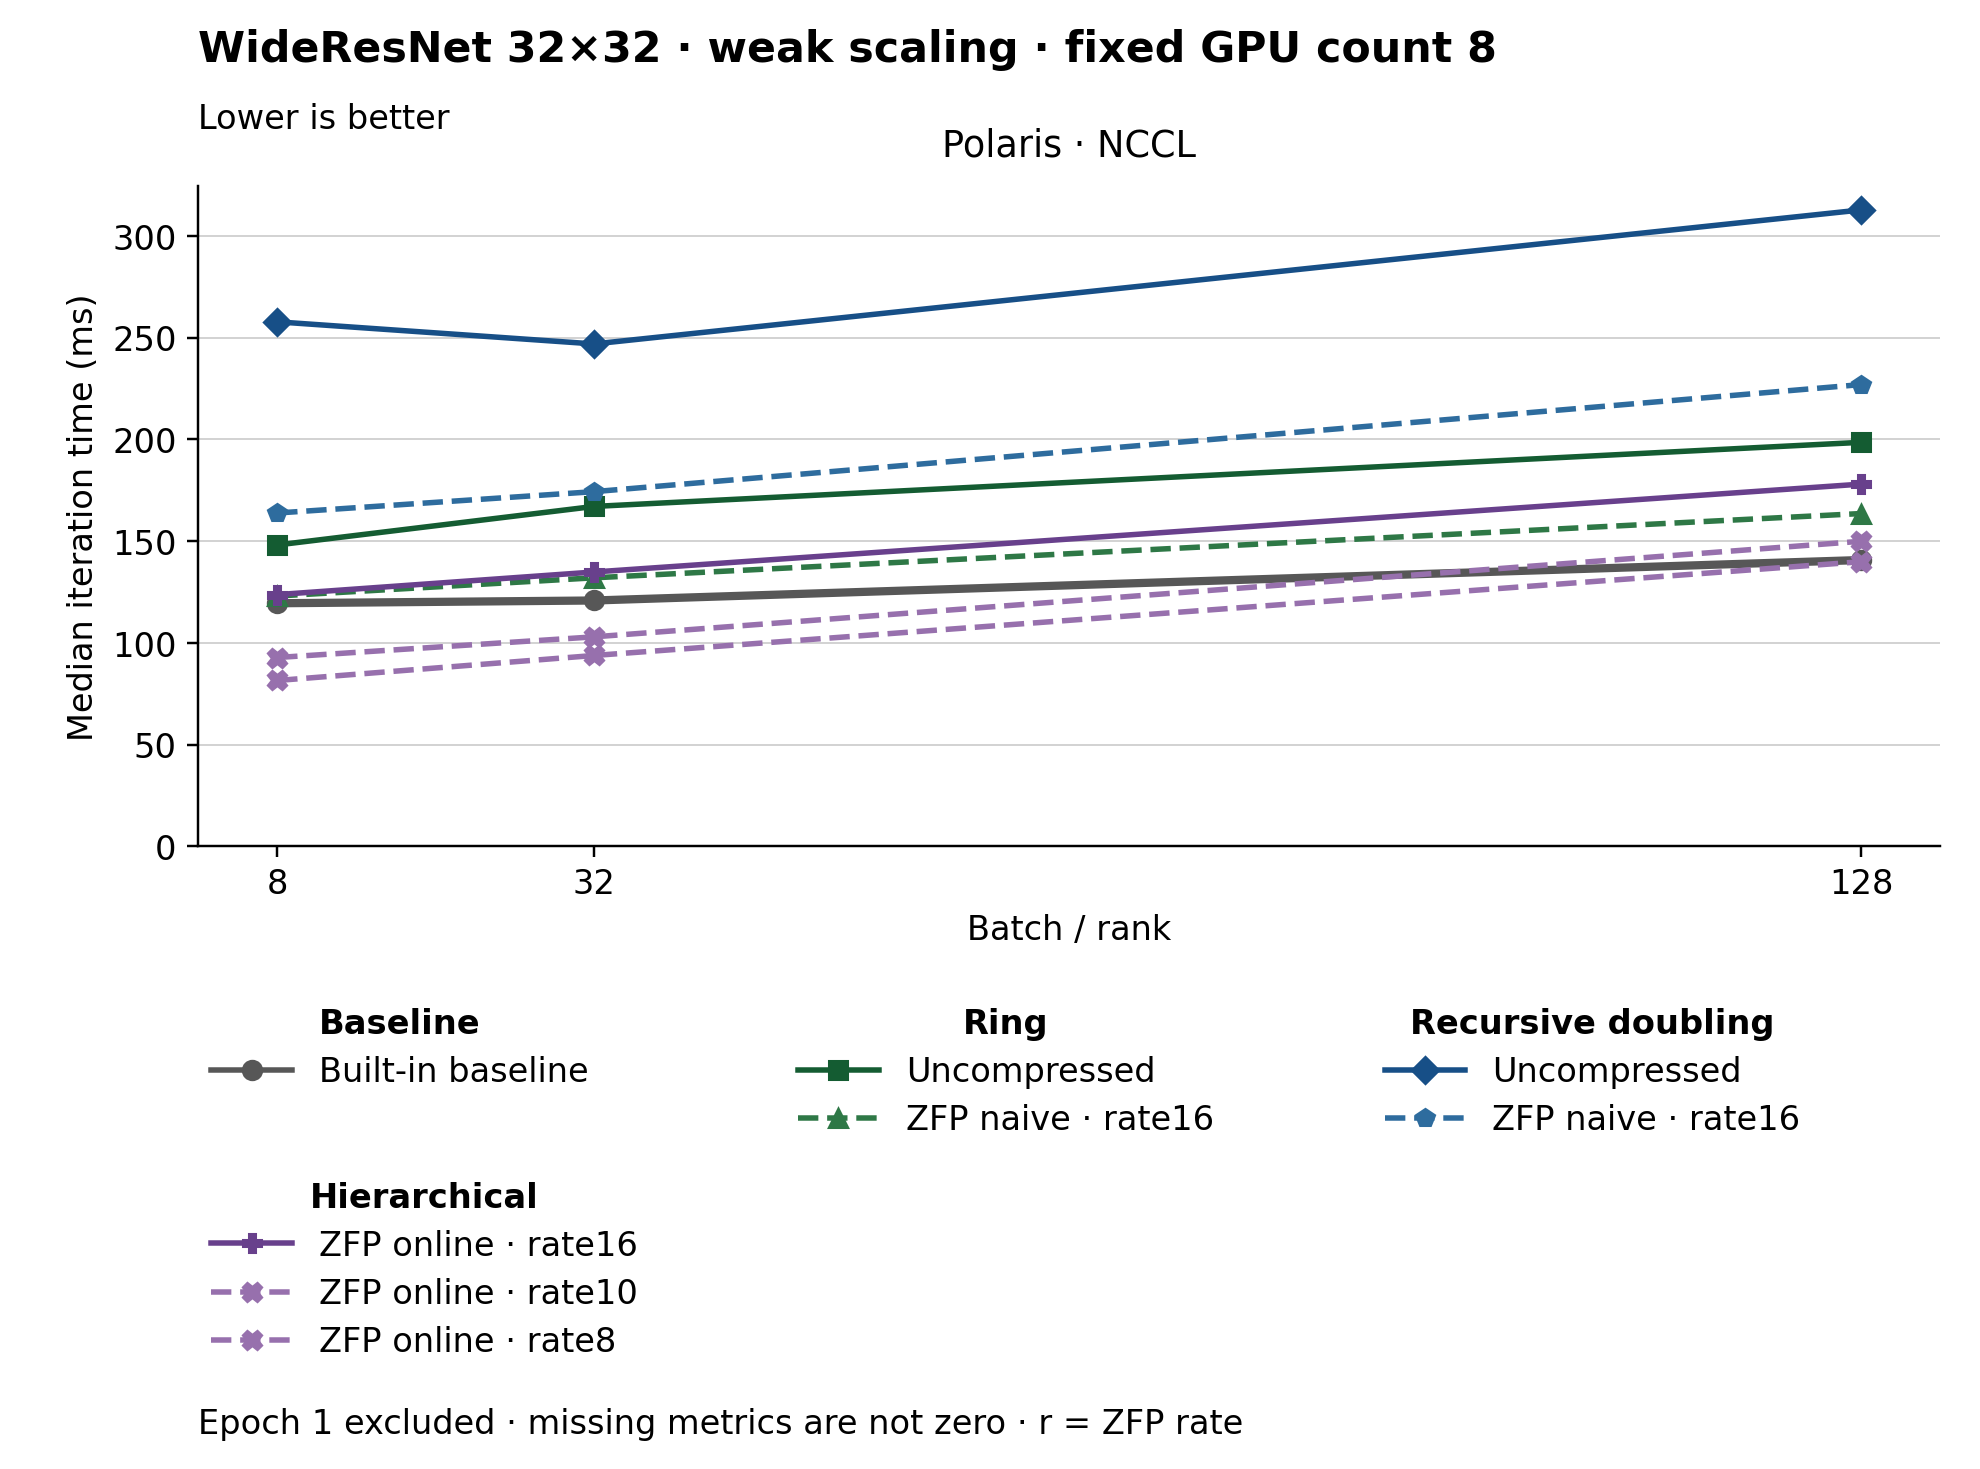 WideResNet 32×32 · weak scaling · fixed GPU count 8
Lower is better
Polaris · NCCL
Median iteration time (ms)
300
250
200
150
100
50
0
8
32
128
Batch / rank
Baseline
Built-in baseline
Ring
Uncompressed
ZFP naive · rate16
Recursive doubling
Uncompressed
ZFP naive · rate16
Hierarchical
ZFP online · rate16
ZFP online · rate10
ZFP online · rate8
Epoch 1 excluded · missing metrics are not zero · r = ZFP rate